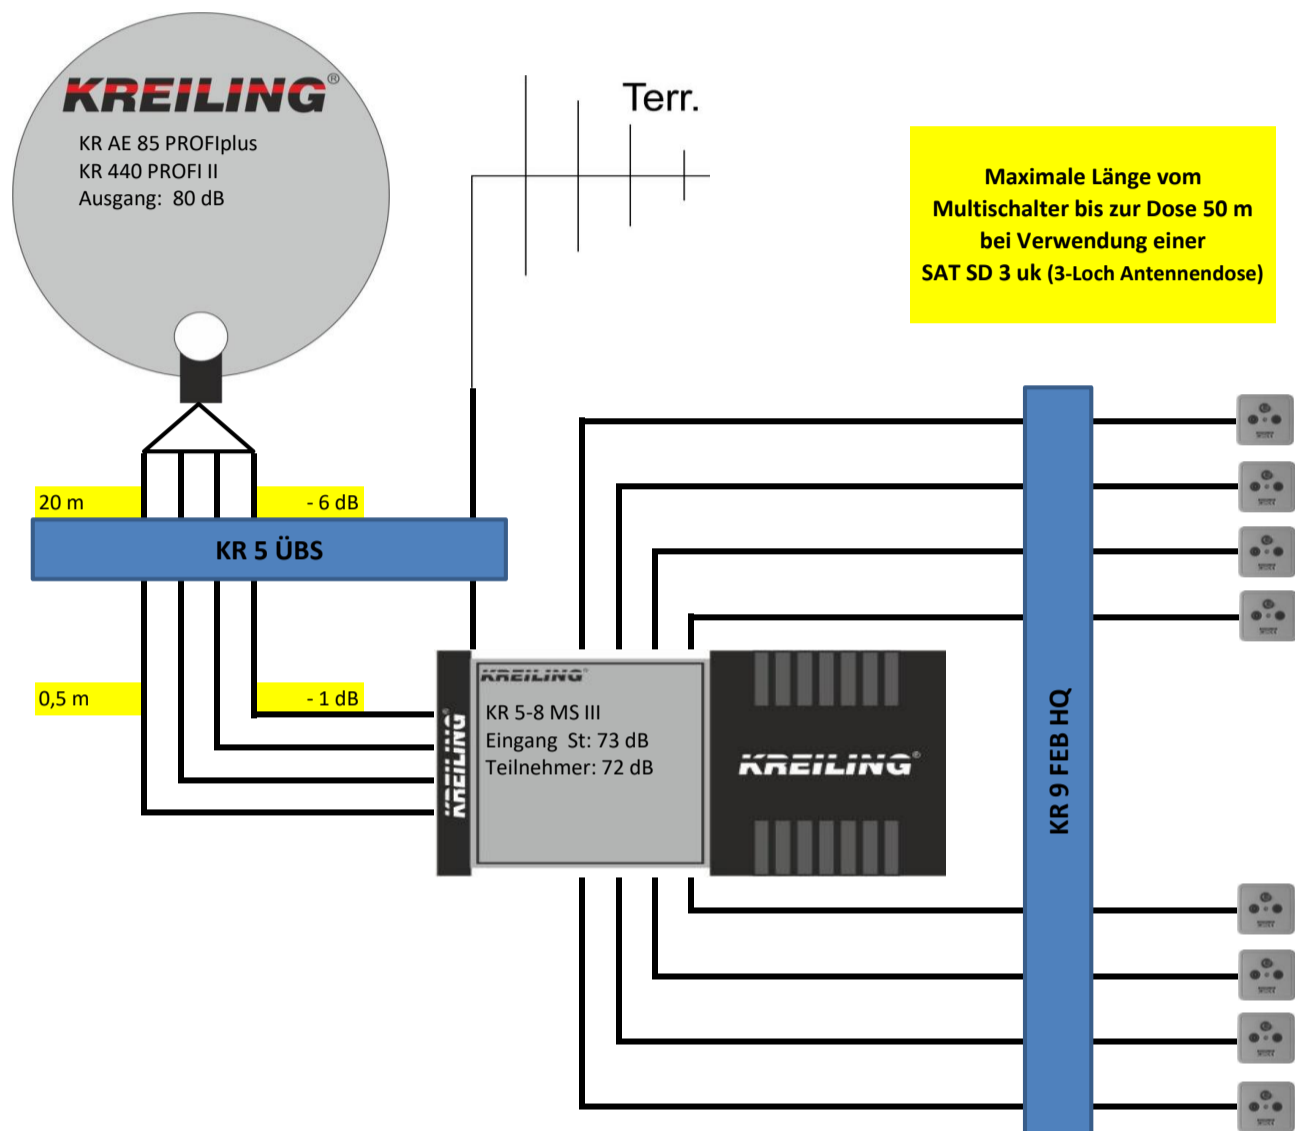 KREILING®
KR AE 85 PROFIplus
KR 440 PROFI II
Ausgang: 80 dB
Terr.
Maximale Länge vom
Multischalter bis zur Dose 50 m
bei Verwendung einer
SAT SD 3 uk (3-Loch Antennendose)
20 m
- 6 dB
KR 5 ÜBS
0,5 m
- 1 dB
KREILING®
KREILING®
KR 5-8 MS III
Eingang St: 73 dB
Teilnehmer: 72 dB
KREILING®
KR 9 FEB HQ